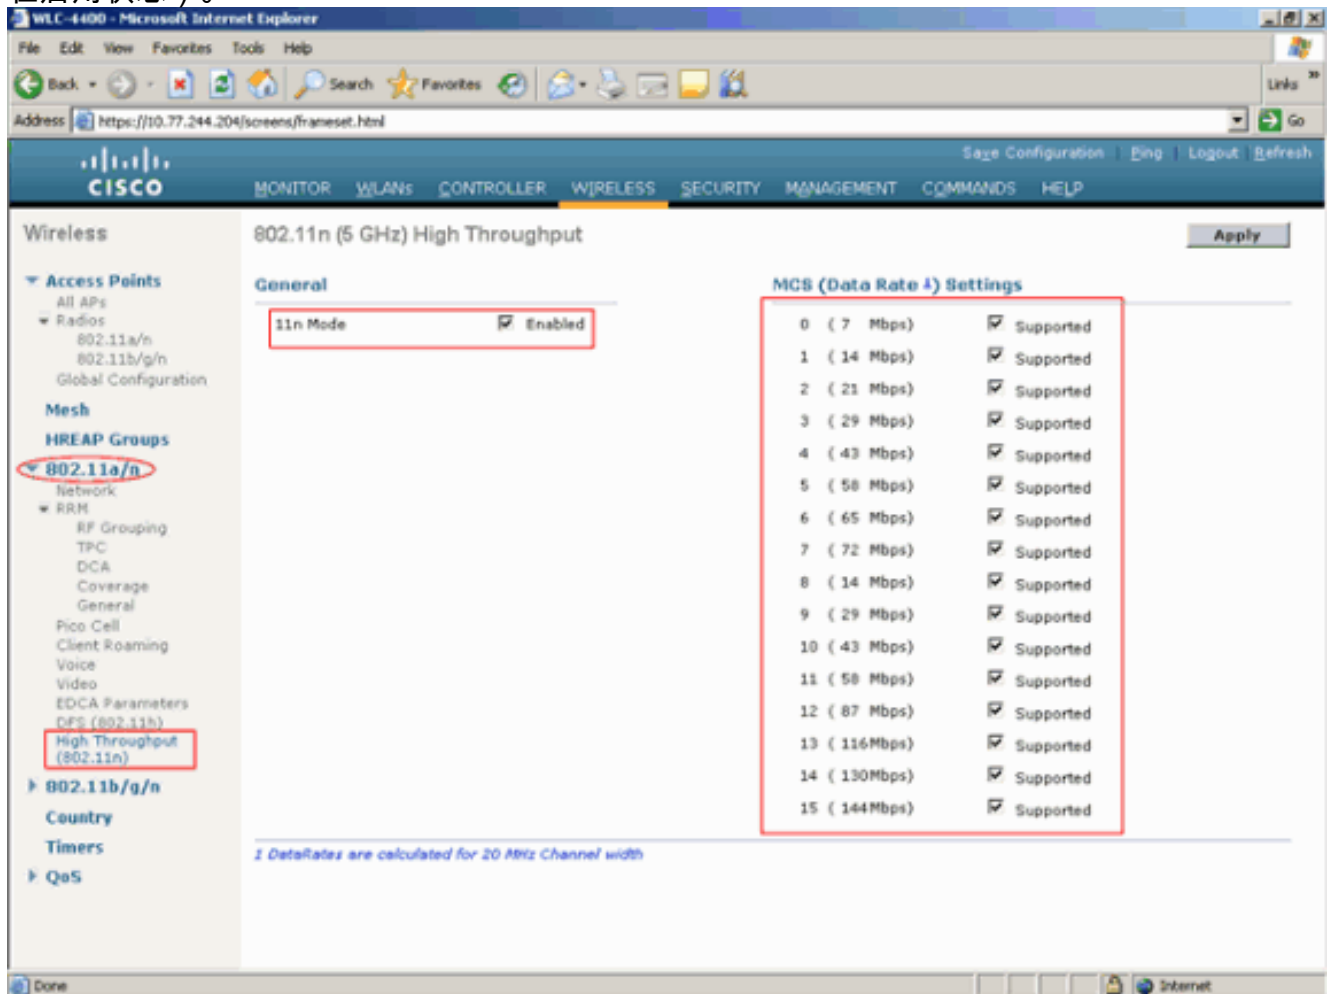 WLC-4400 - Microsoft Internet Explorer
File Edit View Favorites Tools Help
Back Search Favorites Links
Address https://10.77.244.204/screens/frameset.html Go
Save Configuration Ping Logout Refresh
CISCO MONITOR WLANs CONTROLLER WIRELESS SECURITY MANAGEMENT COMMANDS HELP
Wireless
Access Points
All APs
Radios
802.11a/n
802.11b/g/n
Global Configuration
Mesh
HREAP Groups
802.11a/n
Network
RRM
RF Grouping
TPC
DCA
Coverage
General
Pico Cell
Client Roaming
Voice
Video
EDCA Parameters
DFS (802.11h)
High Throughput
(802.11n)
802.11b/g/n
Country
Timers
QoS
802.11n (5 GHz) High Throughput
Apply
General
11n Mode Enabled
MCS (Data Rate 1) Settings
0 ( 7 Mbps) Supported
1 ( 14 Mbps) Supported
2 ( 21 Mbps) Supported
3 ( 29 Mbps) Supported
4 ( 43 Mbps) Supported
5 ( 58 Mbps) Supported
6 ( 65 Mbps) Supported
7 ( 72 Mbps) Supported
8 ( 14 Mbps) Supported
9 ( 29 Mbps) Supported
10 ( 43 Mbps) Supported
11 ( 58 Mbps) Supported
12 ( 87 Mbps) Supported
13 ( 116Mbps) Supported
14 ( 130Mbps) Supported
15 ( 144Mbps) Supported
1 DataRates are calculated for 20 MHz Channel width
Done Internet